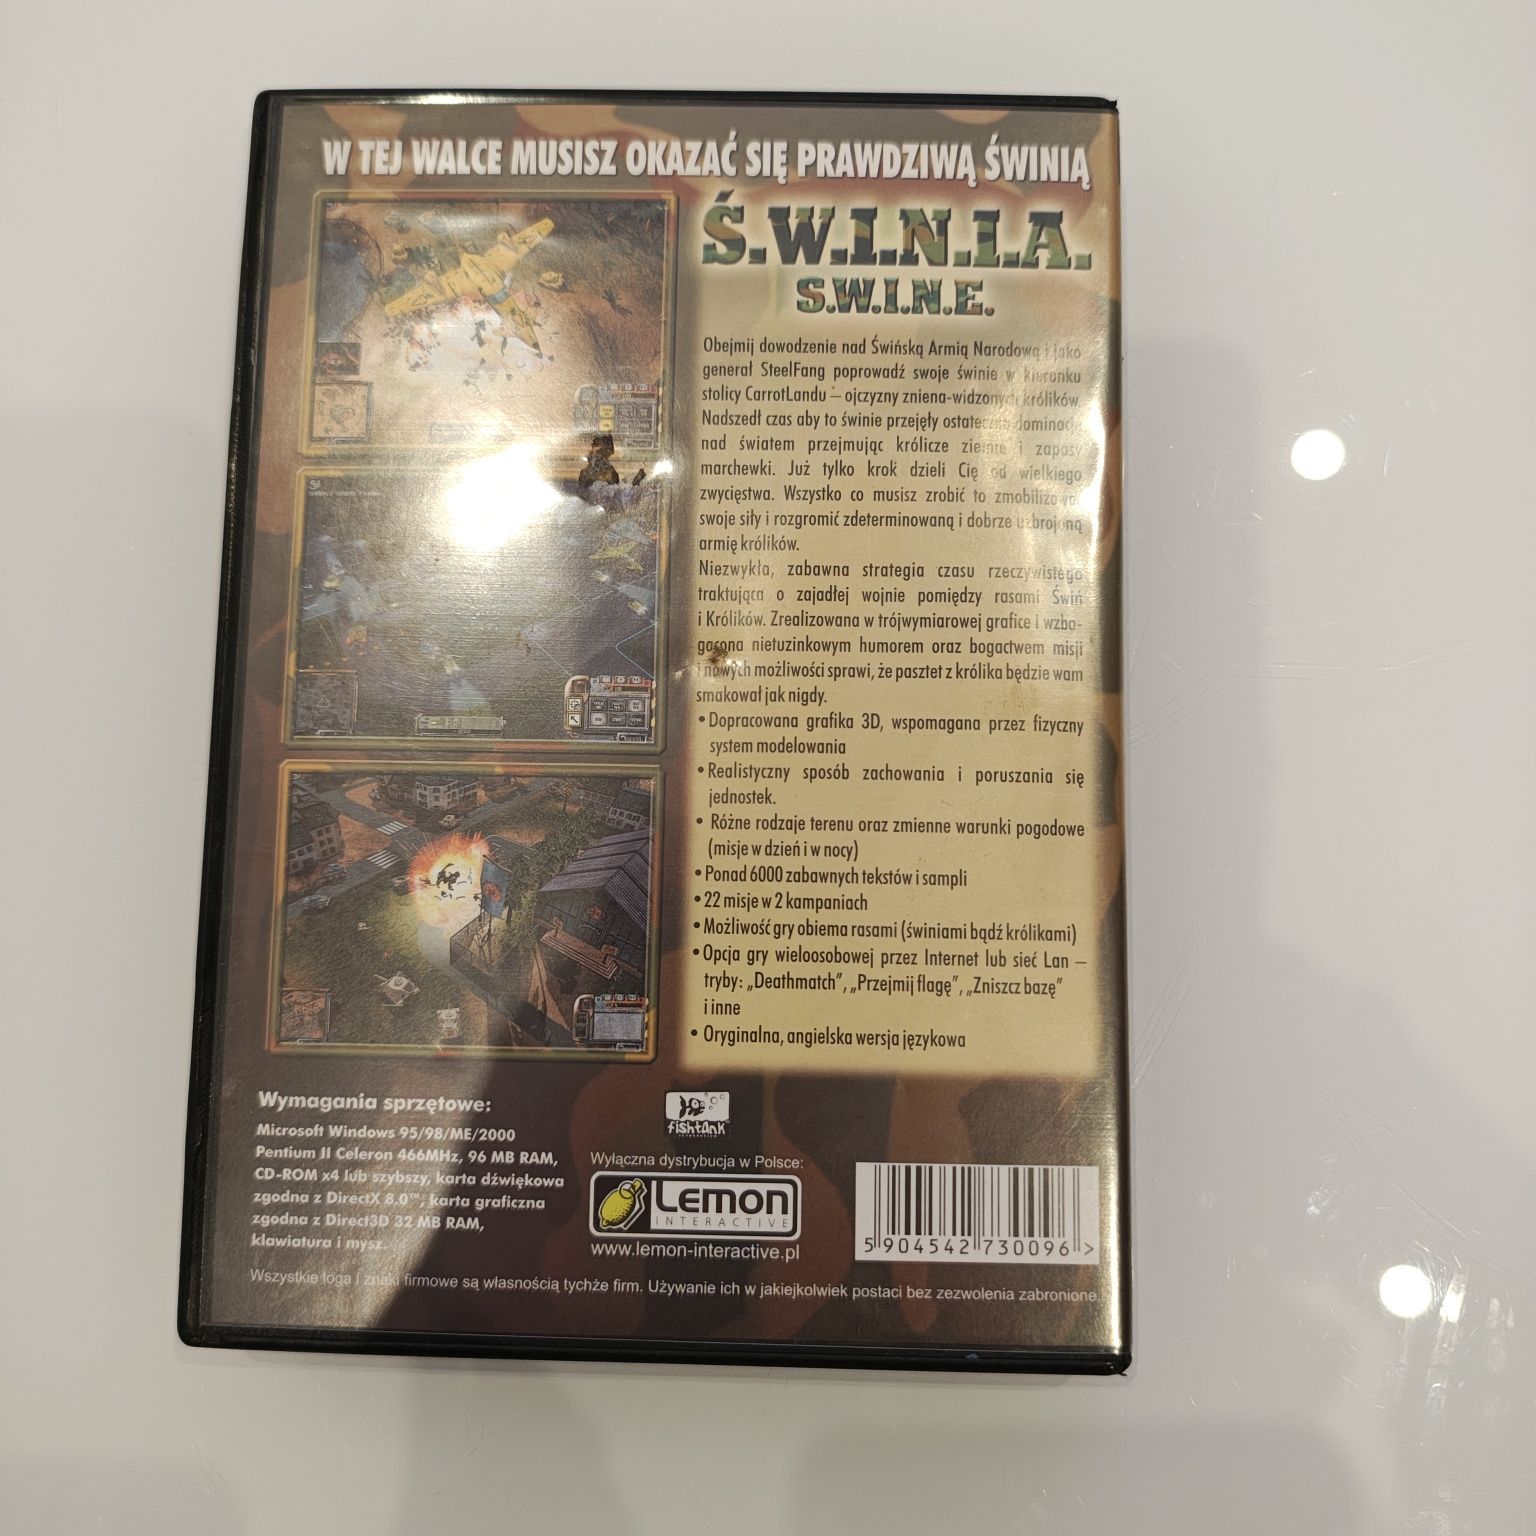 W TEJ WALCE MUSISZ OKAZAĆ SIĘ PRAWDZIWĄ ŚWINIĄ
Ś.W.I.N.I.A.
S.W.I.N.E.
Obejmij dowodzenie nad Świńską Armią Narodową i jako
generał SteelFang poprowadź swoje świnie w kierunku
stolicy CarrotLandu – ojczyzny zniena-widzonych królików.
Nadszedł czas aby to świnie przejęły ostateczną dominację
nad światem przejmując królicze ziemie i zapasy
marchewki. Już tylko krok dzieli Cię od wielkiego
zwycięstwa. Wszystko co musisz zrobić to zmobilizować
swoje siły i rozgromić zdeterminowaną i dobrze uzbrojoną
armię królików.
Niezwykła, zabawna strategia czasu rzeczywistego
traktująca o zajadłej wojnie pomiędzy rasami Świń
i Królików. Zrealizowana w trójwymiarowej grafice i wzbo-
gacona nietuzinkowym humorem oraz bogactwem misji
i nowych możliwości sprawi, że pasztet z królika będzie wam
smakował jak nigdy.
• Dopracowana grafika 3D, wspomagana przez fizyczny
system modelowania
• Realistyczny sposób zachowania i poruszania się
jednostek.
• Różne rodzaje terenu oraz zmienne warunki pogodowe
(misje w dzień i w nocy)
• Ponad 6000 zabawnych tekstów i sampli
• 22 misje w 2 kampaniach
• Możliwość gry obiema rasami (świniami bądź królikami)
• Opcja gry wieloosobowej przez Internet lub sieć Lan –
tryby: „Deathmatch”, „Przejmij flagę”, „Zniszcz bazę”
i inne
• Oryginalna, angielska wersja językowa
Wymagania sprzętowe:
Microsoft Windows 95/98/ME/2000
Pentium II Celeron 466MHz, 96 MB RAM,
CD-ROM x4 lub szybszy, karta dźwiękowa
zgodna z DirectX 8.0™, karta graficzna
zgodna z Direct3D 32 MB RAM,
klawiatura i mysz.
fishtank
INTERACTIVE
Wyłączna dystrybucja w Polsce:
LEMON
INTERACTIVE
www.lemon-interactive.pl
5 904542 730096 >
Wszystkie loga i znaki firmowe są własnością tychże firm. Używanie ich w jakiejkolwiek postaci bez zezwolenia zabronione.